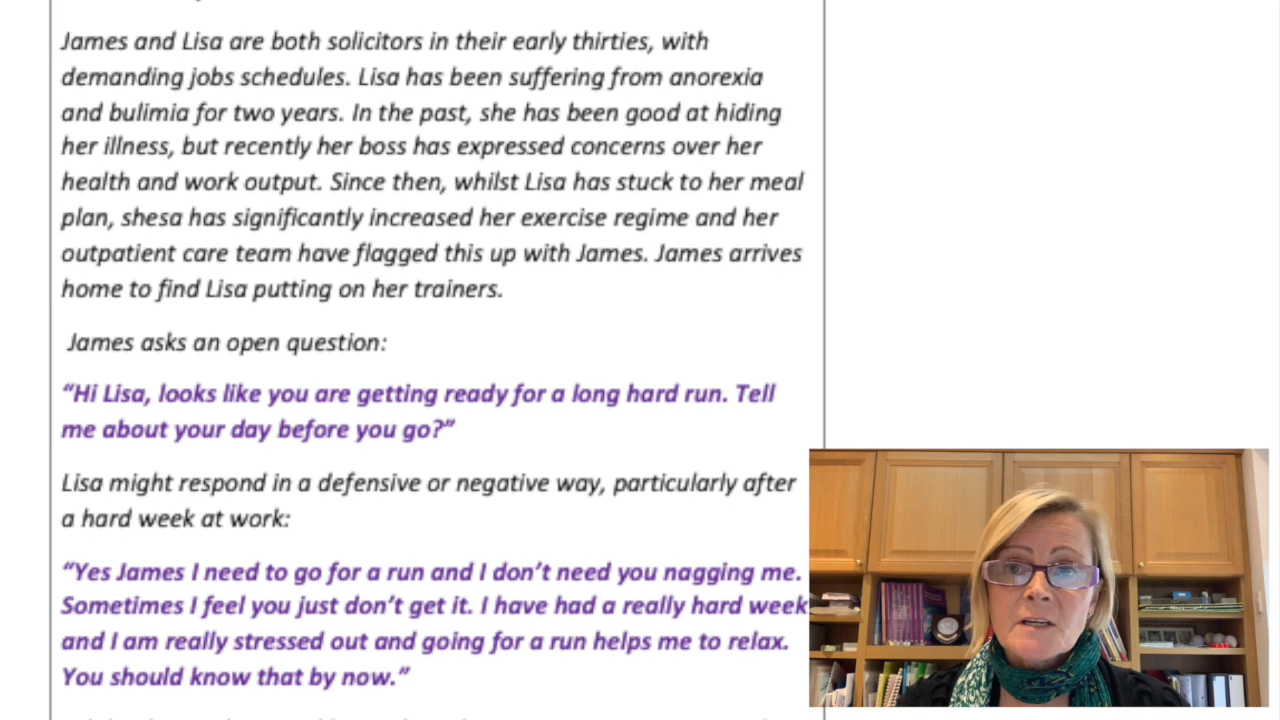 James and Lisa are both solicitors in their early thirties, with
demanding jobs schedules. Lisa has been suffering from anorexia
and bulimia for two years. In the past, she has been good at hiding
her illness, but recently her boss has expressed concerns over her
health and work output. Since then, whilst Lisa has stuck to her meal
plan, shesa has significantly increased her exercise regime and her
outpatient care team have flagged this up with James. James arrives
home to find Lisa putting on her trainers.
James asks an open question:
“Hi Lisa, looks like you are getting ready for a long hard run. Tell
me about your day before you go?”
Lisa might respond in a defensive or negative way, particularly after
a hard week at work:
“Yes James I need to go for a run and I don’t need you nagging me.
Sometimes I feel you just don’t get it. I have had a really hard week
and I am really stressed out and going for a run helps me to relax.
You should know that by now.”